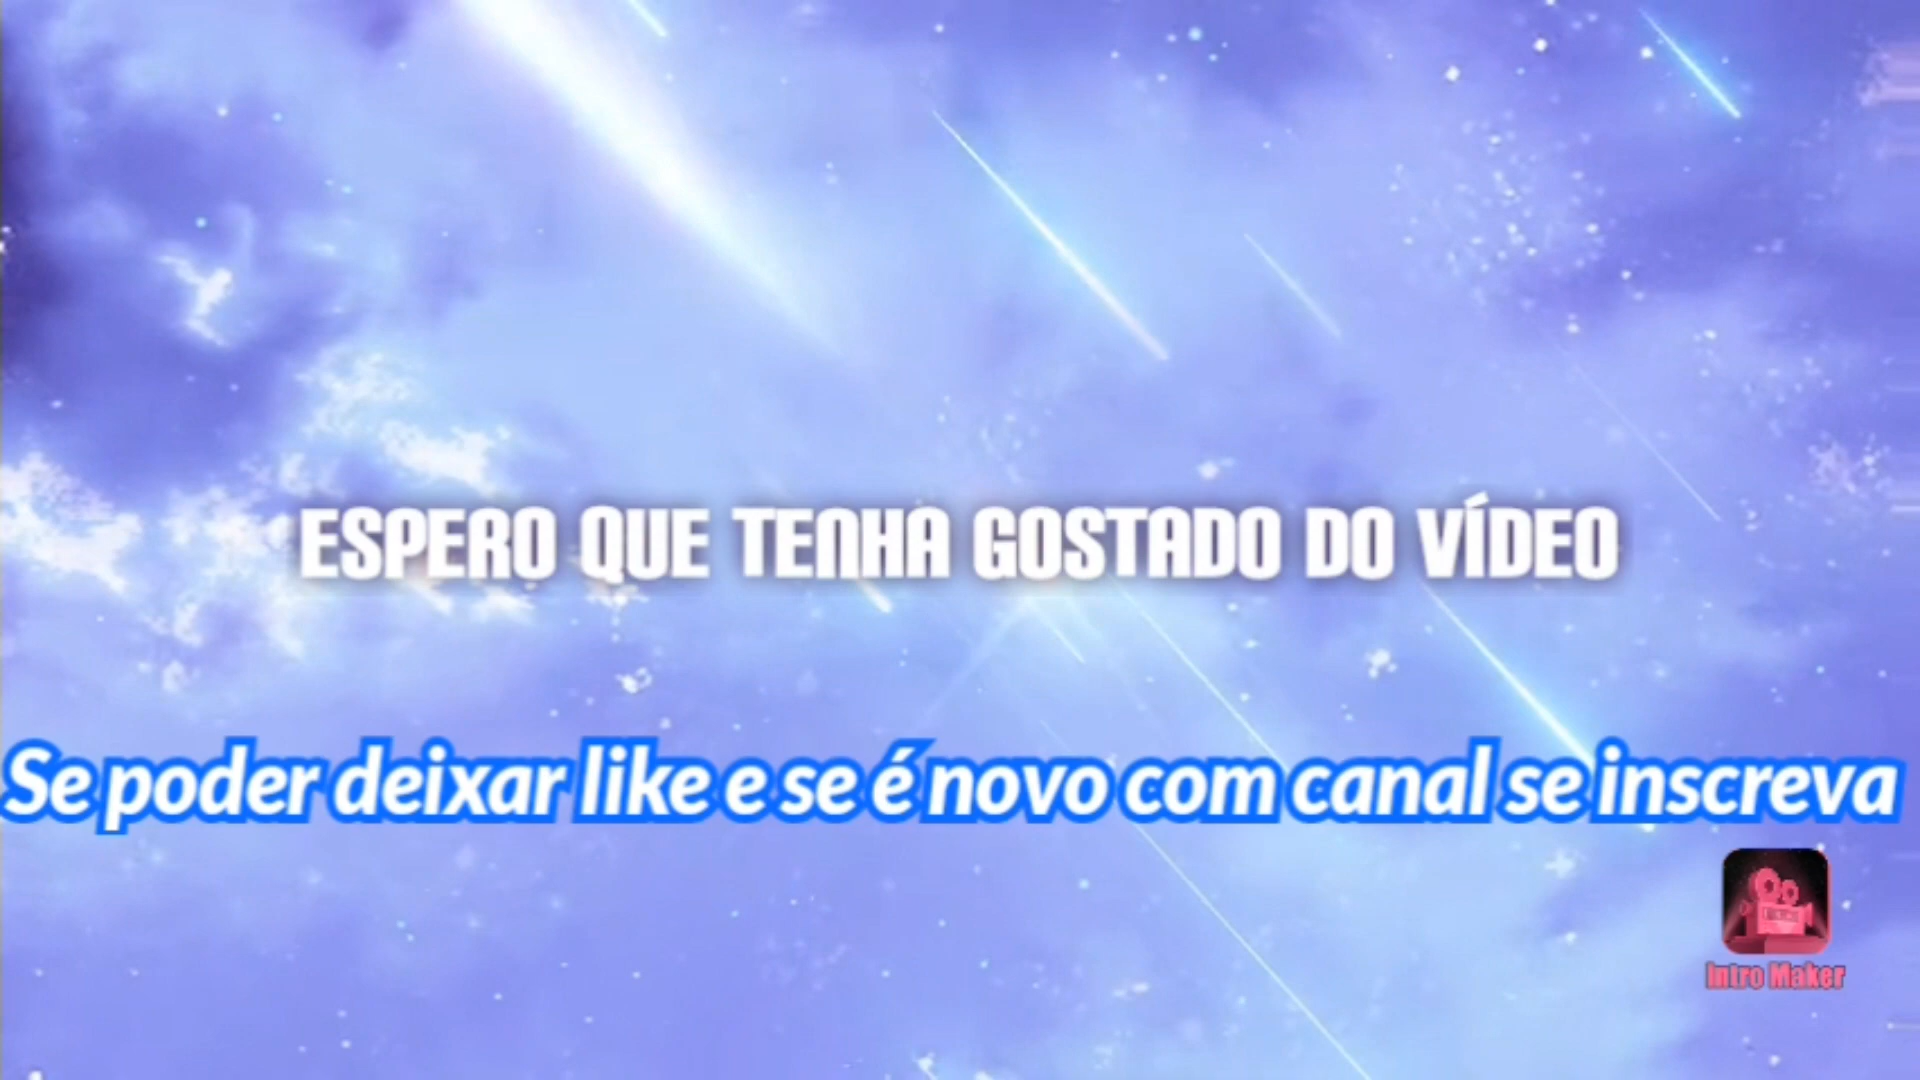 ESPERO QUE TENHA GOSTADO DO VÍDEO
Se poder deixar like e se é novo com canal se inscreva
Intro Maker